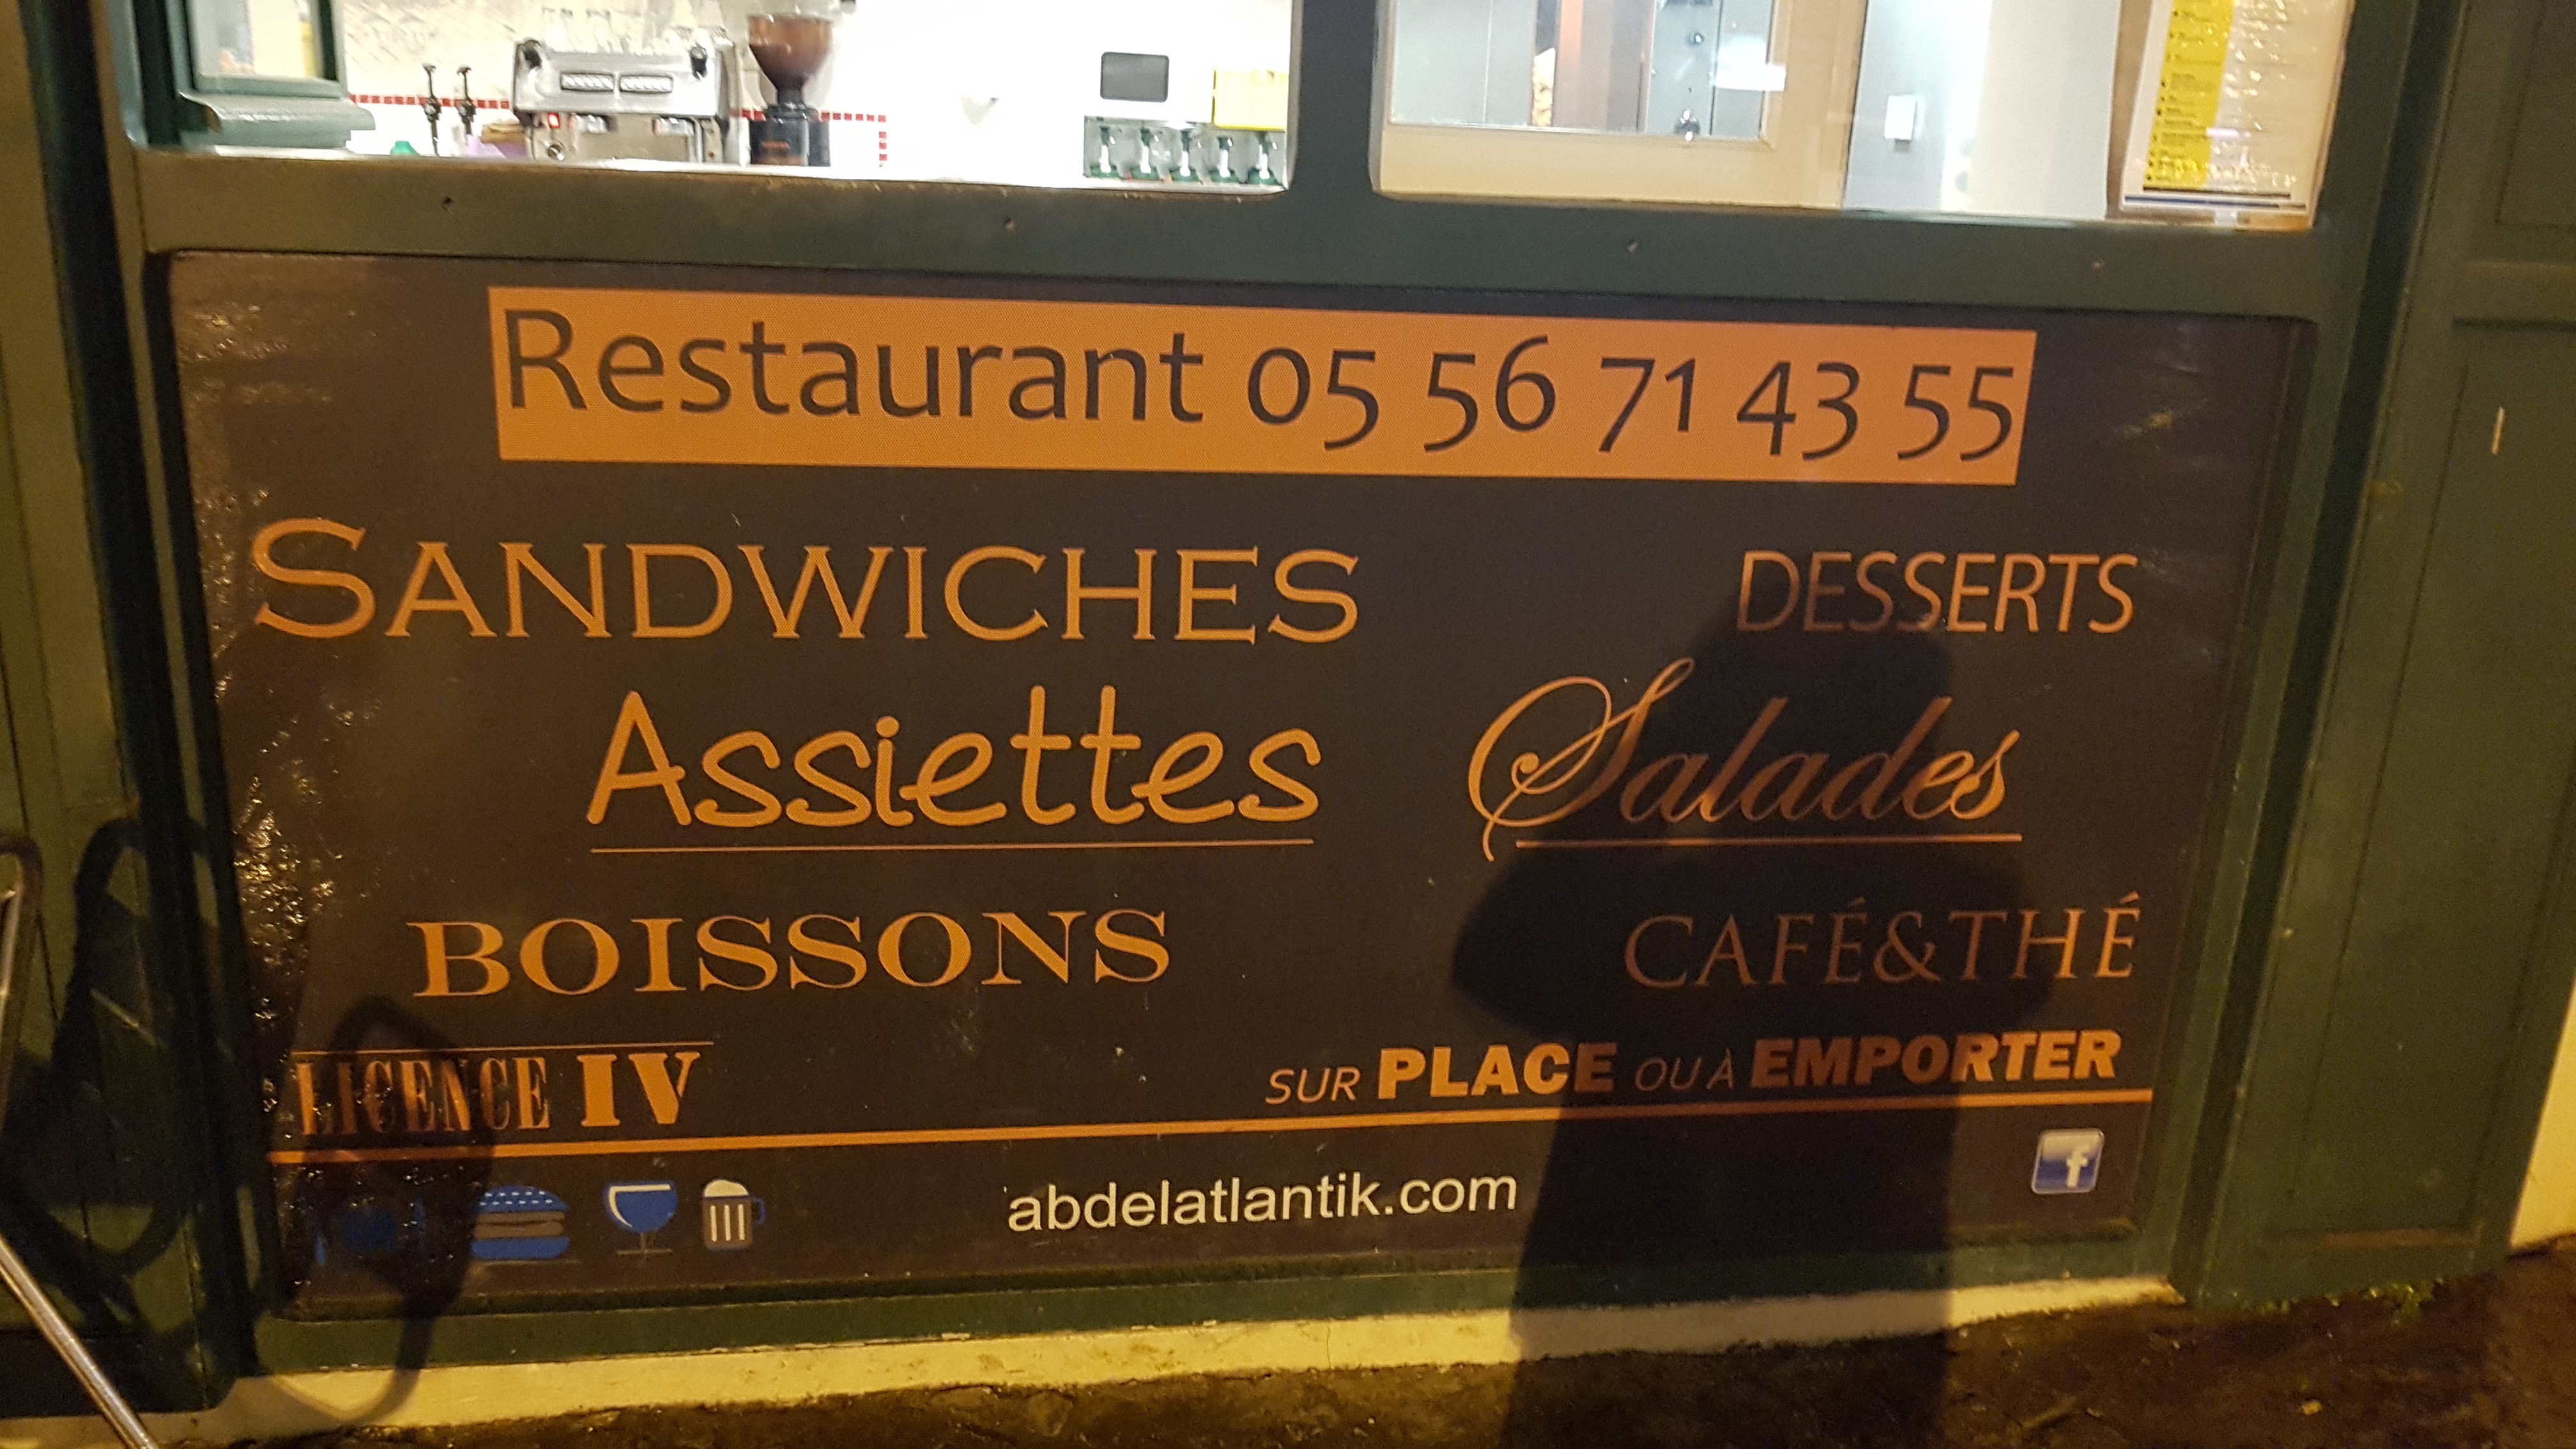 Restaurant 05 56 71 43 55
SANDWICHES
DESSERTS
Assiettes
Salades
BOISSONS
CAFÉ&THÉ
LICENCE IV
SUR PLACE OU À EMPORTER
abdelatlantik.com
f